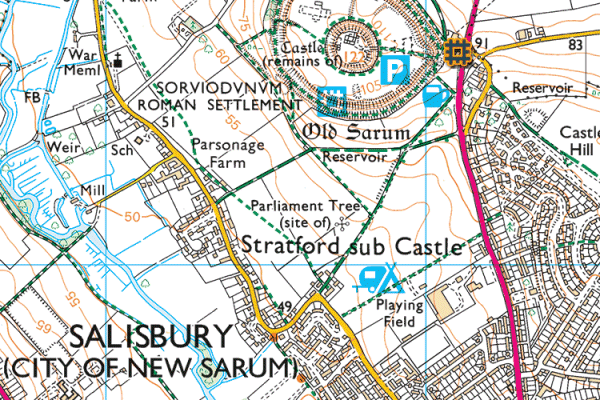 Farm
91
83
War
Meml
Castle
(remains of)
122
P
105
75
Reservoir
SORVIODVNVM
ROMAN SETTLEMENT
FB
51
55
Old Sarum
Castle
Hill
Weir
Sch
Parsonage
Farm
Reservoir
Mill
50
Parliament Tree
(site of)
Stratford sub Castle
65
55
49
Playing
Field
SALISBURY
(CITY OF NEW SARUM)